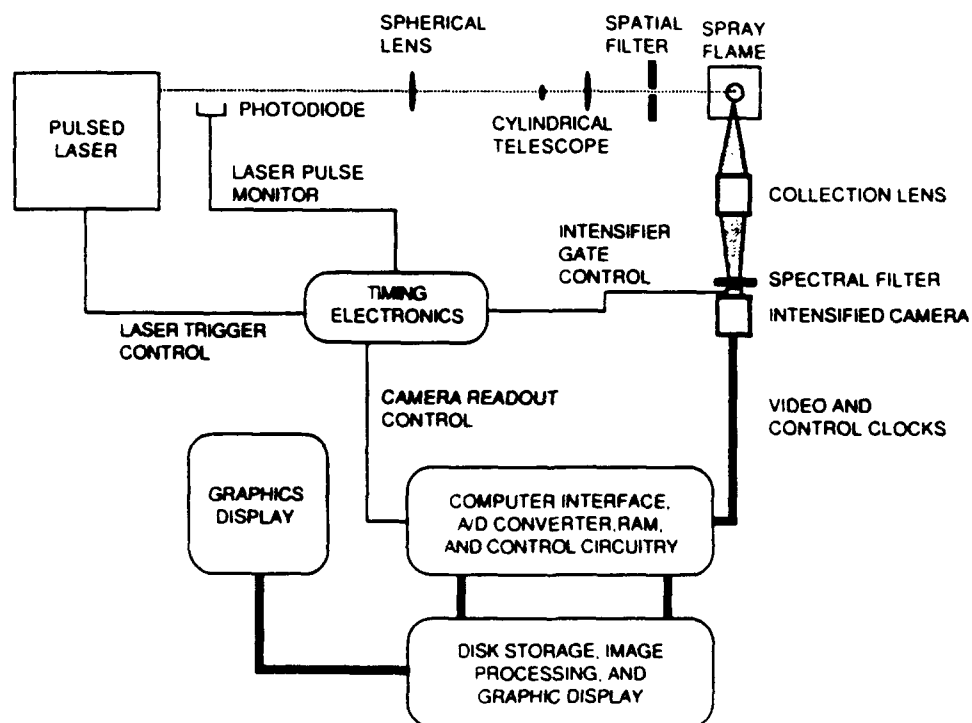 SPHERICAL
LENS
SPATIAL
FILTER
SPRAY
FLAME
PULSED
LASER
PHOTODIODE
CYLINDRICAL
TELESCOPE
LASER PULSE
MONITOR
COLLECTION LENS
INTENSIFIER
GATE
CONTROL
SPECTRAL FILTER
TIMING
ELECTRONICS
INTENSIFIED CAMERA
LASER TRIGGER
CONTROL
CAMERA READOUT
CONTROL
VIDEO AND
CONTROL CLOCKS
GRAPHICS
DISPLAY
COMPUTER INTERFACE,
A/D CONVERTER, RAM,
AND CONTROL CIRCUITRY
DISK STORAGE, IMAGE
PROCESSING, AND
GRAPHIC DISPLAY